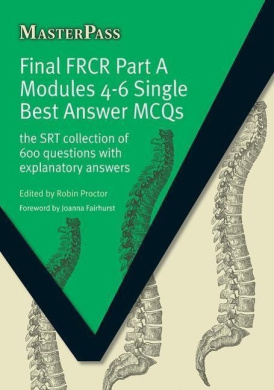 MASTERPASS
Final FRCR Part A
Modules 4-6 Single
Best Answer MCQs
the SRT collection of
600 questions with
explanatory answers
Edited by Robin Proctor
Foreword by Joanna Fairhurst